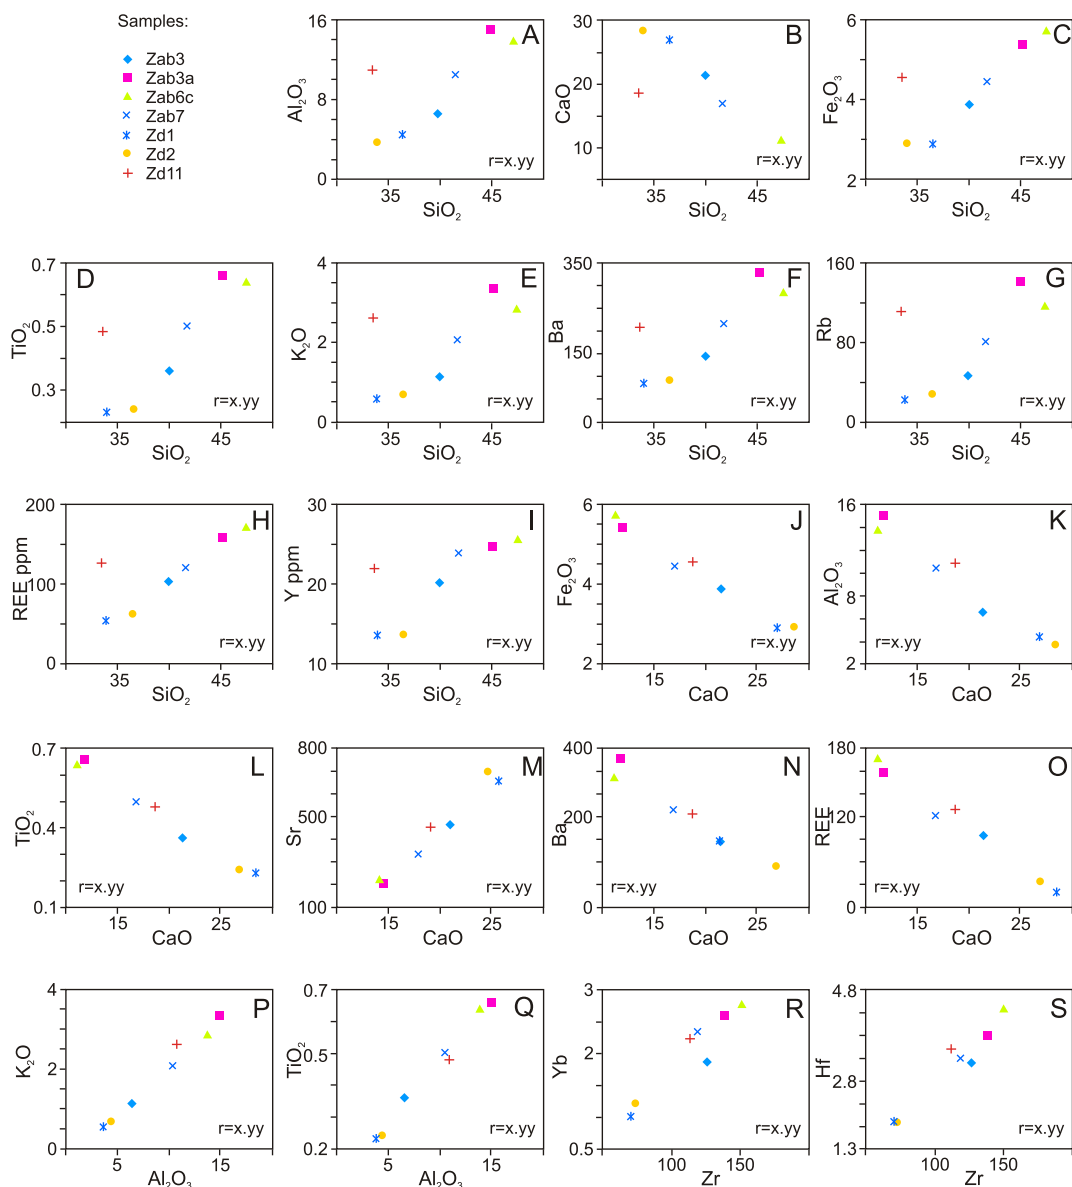 Samples:
Zab3
Zab3a
Zab6c
Zab7
Zd1
Zd2
Zd11
A
16
8
0
Al₂O₃
35 45
SiO₂
r=x.yy
B
30
20
10
CaO
35 45
SiO₂
r=x.yy
C
6
4
2
Fe₂O₃
35 45
SiO₂
r=x.yy
D
0.7
0.5
0.3
TiO₂
35 45
SiO₂
r=x.yy
E
4
2
0
K₂O
35 45
SiO₂
r=x.yy
F
350
150
0
Ba
35 45
SiO₂
r=x.yy
G
160
80
0
Rb
35 45
SiO₂
r=x.yy
H
200
100
0
REE ppm
35 45
SiO₂
r=x.yy
I
30
20
10
Y ppm
35 45
SiO₂
r=x.yy
J
6
4
2
Fe₂O₃
15 25
CaO
r=x.yy
K
16
8
2
Al₂O₃
15 25
CaO
r=x.yy
L
0.7
0.4
0.1
TiO₂
15 25
CaO
r=x.yy
M
800
500
100
Sr
15 25
CaO
r=x.yy
N
400
200
0
Ba
15 25
CaO
r=x.yy
O
180
120
0
REE
15 25
CaO
r=x.yy
P
4
2
0
K₂O
5 15
Al₂O₃
r=x.yy
Q
0.7
0.5
0.2
TiO₂
5 15
Al₂O₃
r=x.yy
R
3
2
0.5
Yb
100 150
Zr
r=x.yy
S
4.8
2.8
1.3
Hf
100 150
Zr
r=x.yy